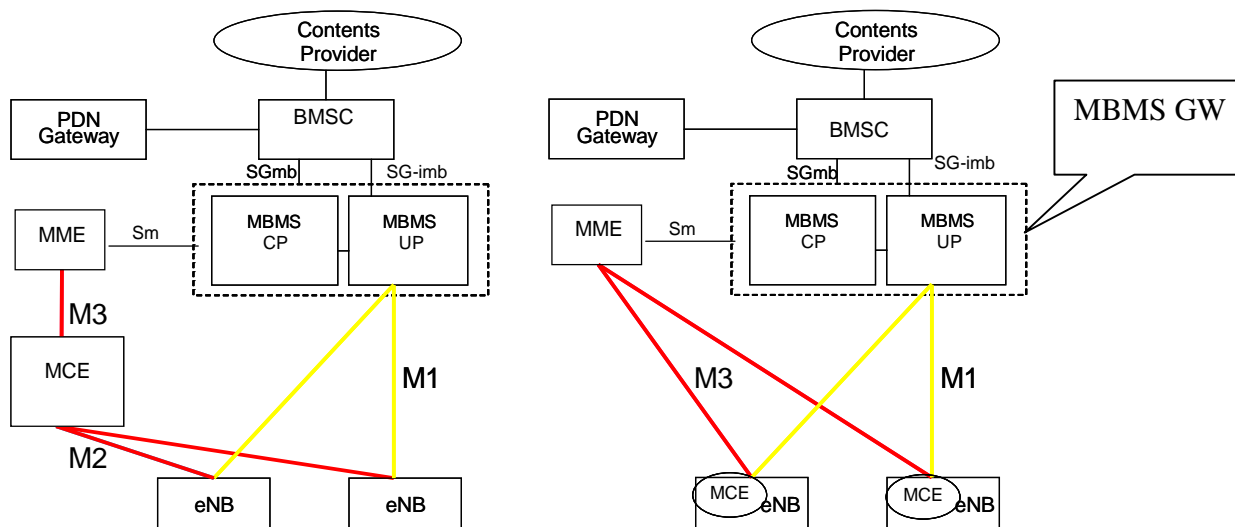 Contents
Provider
PDN
Gateway
BMSC
SGmb
SG-imb
MBMS
CP
MBMS
UP
MME
Sm
M3
MCE
M1
M2
eNB
eNB
Contents
Provider
MBMS GW
PDN
Gateway
BMSC
SGmb
SG-imb
MBMS
CP
MBMS
UP
MME
Sm
M3
M1
MCE
eNB
MCE
eNB